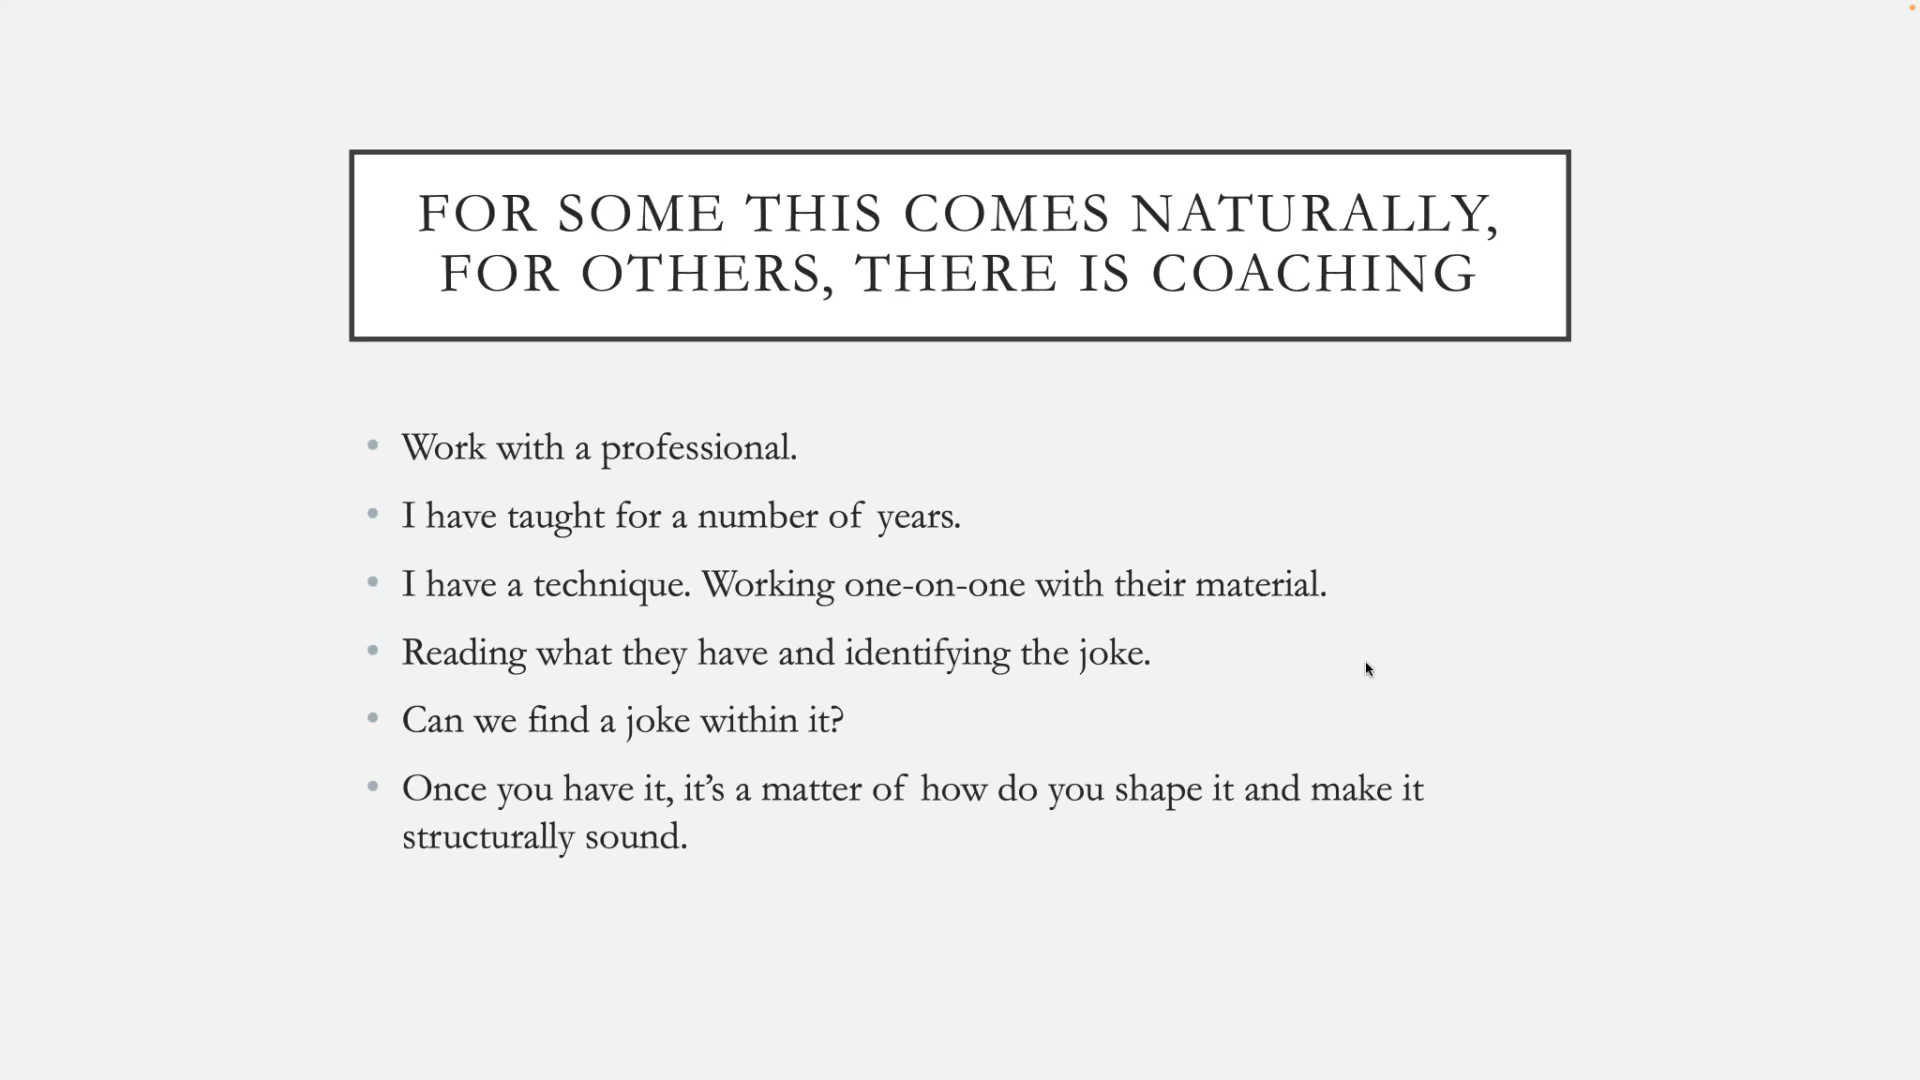 FOR SOME THIS COMES NATURALLY,
FOR OTHERS, THERE IS COACHING
• Work with a professional.
• I have taught for a number of years.
• I have a technique. Working one-on-one with their material.
• Reading what they have and identifying the joke.
• Can we find a joke within it?
• Once you have it, it’s a matter of how do you shape it and make it
structurally sound.